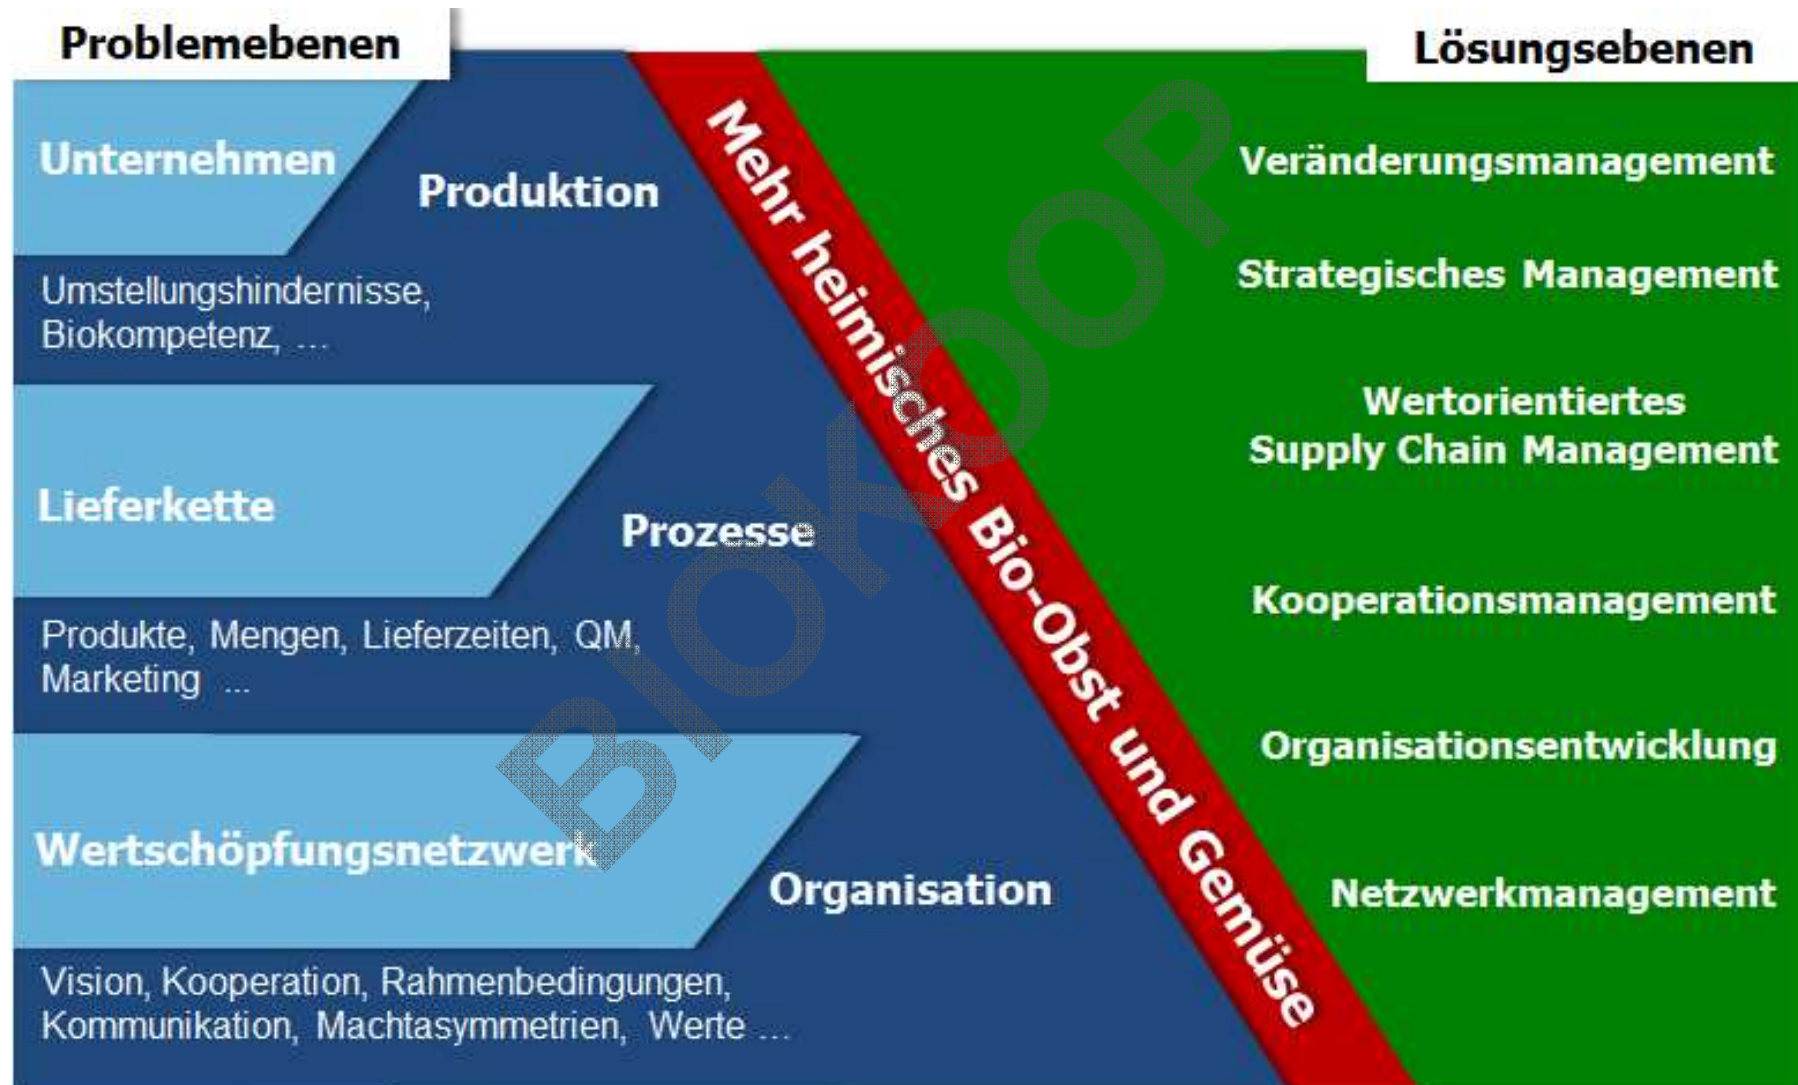 Problemebenen
Lösungsebenen
Unternehmen
Produktion
Umstellungshindernisse,
Biokompetenz, ...
Lieferkette
Prozesse
Produkte, Mengen, Lieferzeiten, QM,
Marketing ...
Wertschöpfungsnetzwerk
Organisation
Vision, Kooperation, Rahmenbedingungen,
Kommunikation, Machtasymmetrien, Werte ...
Mehr heimisches Bio-Obst und Gemüse
Veränderungsmanagement
Strategisches Management
Wertorientiertes
Supply Chain Management
Kooperationsmanagement
Organisationsentwicklung
Netzwerkmanagement
BIOKOOP